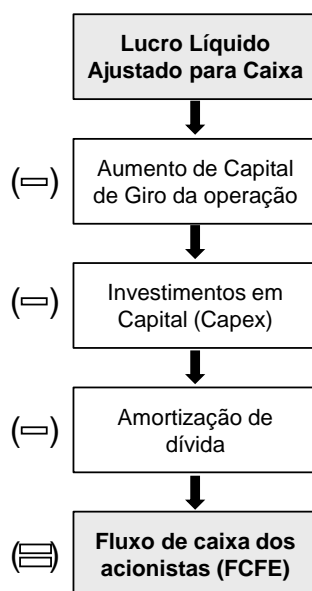 Lucro Líquido
Ajustado para Caixa
(−) Aumento de Capital
de Giro da operação
(−) Investimentos em
Capital (Capex)
(−) Amortização de
dívida
(=) Fluxo de caixa dos
acionistas (FCFE)